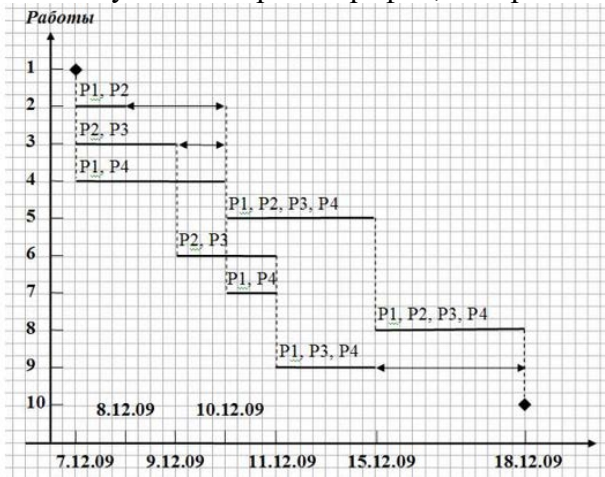 Работы
1
P1, P2
2
P2, P3
3
P1, P4
4
P1, P2, P3, P4
5
P2, P3
6
P1, P4
7
P1, P2, P3, P4
8
P1, P3, P4
9
10
8.12.09 10.12.09
7.12.09 9.12.09 11.12.09 15.12.09 18.12.09